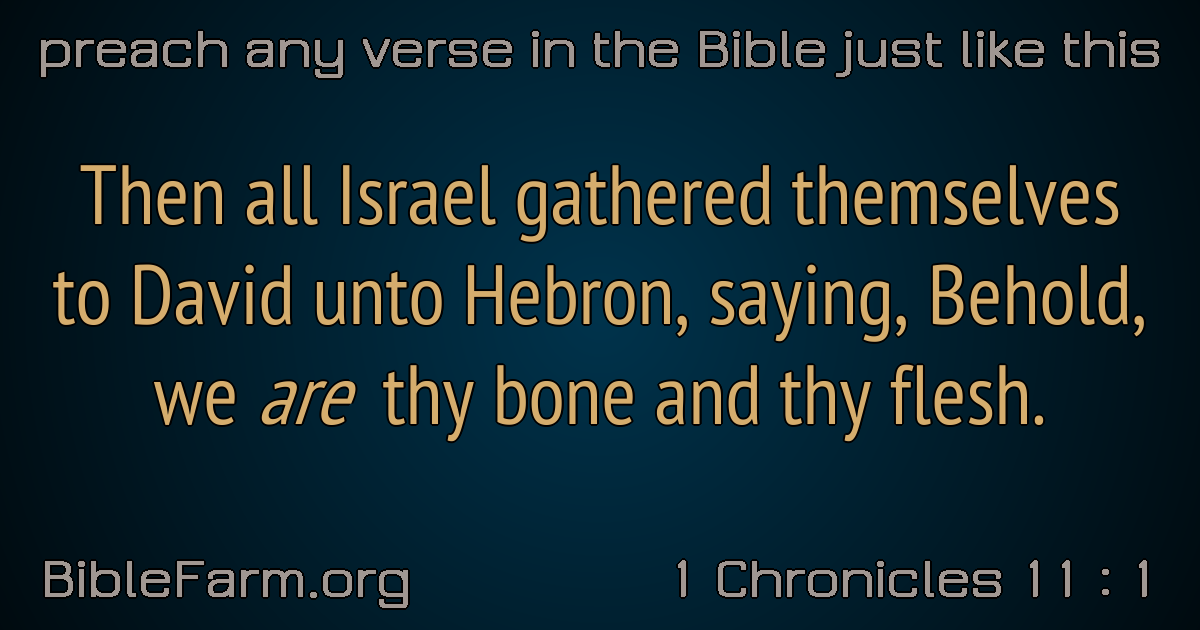 preach any verse in the Bible just like this
Then all Israel gathered themselves
to David unto Hebron, saying, Behold,
we are thy bone and thy flesh.
BibleFarm.org
1 Chronicles 11 : 1